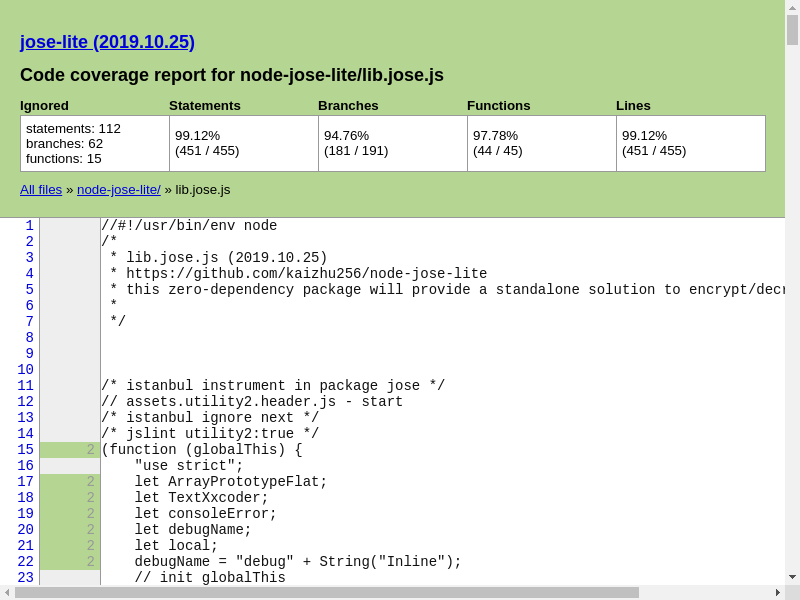 jose-lite (2019.10.25)
Code coverage report for node-jose-lite/lib.jose.js
Ignored Statements Branches Functions Lines
statements: 112
branches: 62
functions: 15
99.12%
(451 / 455)
94.76%
(181 / 191)
97.78%
(44 / 45)
99.12%
(451 / 455)
All files » node-jose-lite/ » lib.jose.js
1 //#!/usr/bin/env node
2 /*
3  * lib.jose.js (2019.10.25)
4  * https://github.com/kaizhu256/node-jose-lite
5  * this zero-dependency package will provide a standalone solution to encrypt/decr
6  *
7  */
8
9
10
11 /* istanbul instrument in package jose */
12 // assets.utility2.header.js - start
13 /* istanbul ignore next */
14 /* jslint utility2:true */
15 2 (function (globalThis) {
16     "use strict";
17 2     let ArrayPrototypeFlat;
18 2     let TextXxcoder;
19 2     let consoleError;
20 2     let debugName;
21 2     let local;
22 2     debugName = "debug" + String("Inline");
23     // init globalThis